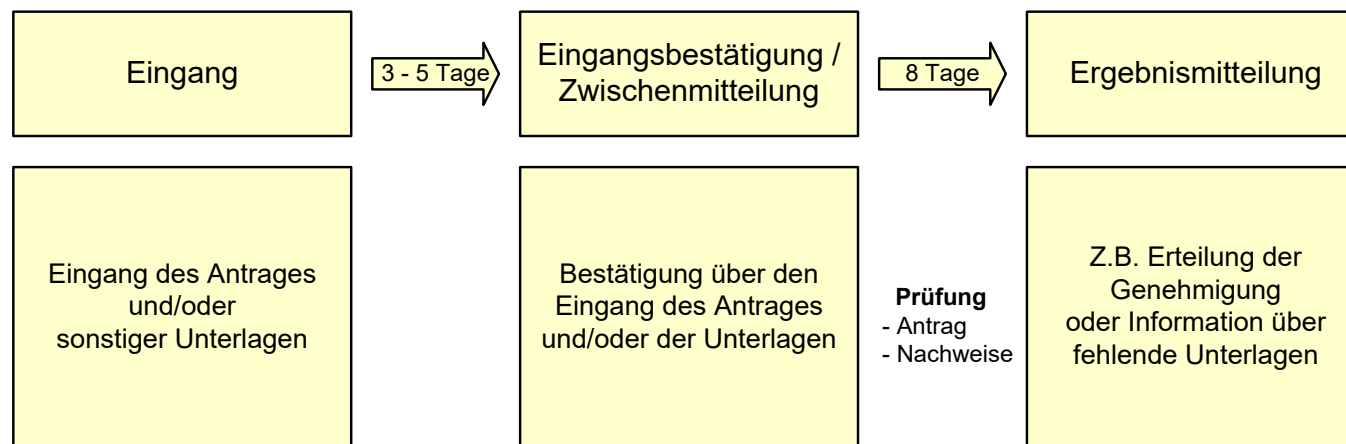 Eingang
3 - 5 Tage
Eingangsbestätigung /
Zwischenmitteilung
8 Tage
Ergebnismitteilung
Eingang des Antrages
und/oder
sonstiger Unterlagen
Bestätigung über den
Eingang des Antrages
und/oder der Unterlagen
Prüfung
- Antrag
- Nachweise
Z.B. Erteilung der
Genehmigung
oder Information über
fehlende Unterlagen